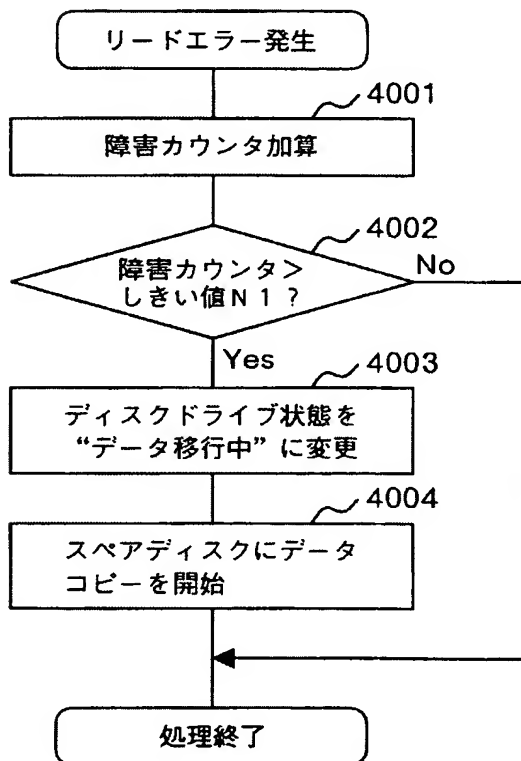 リードエラー発生
4001
障害カウンタ加算
4002
障害カウンタ＞
しきい値Ｎ１？
No
Yes
4003
ディスクドライブ状態を
“データ移行中”に変更
4004
スペアディスクにデータ
コピーを開始
処理終了